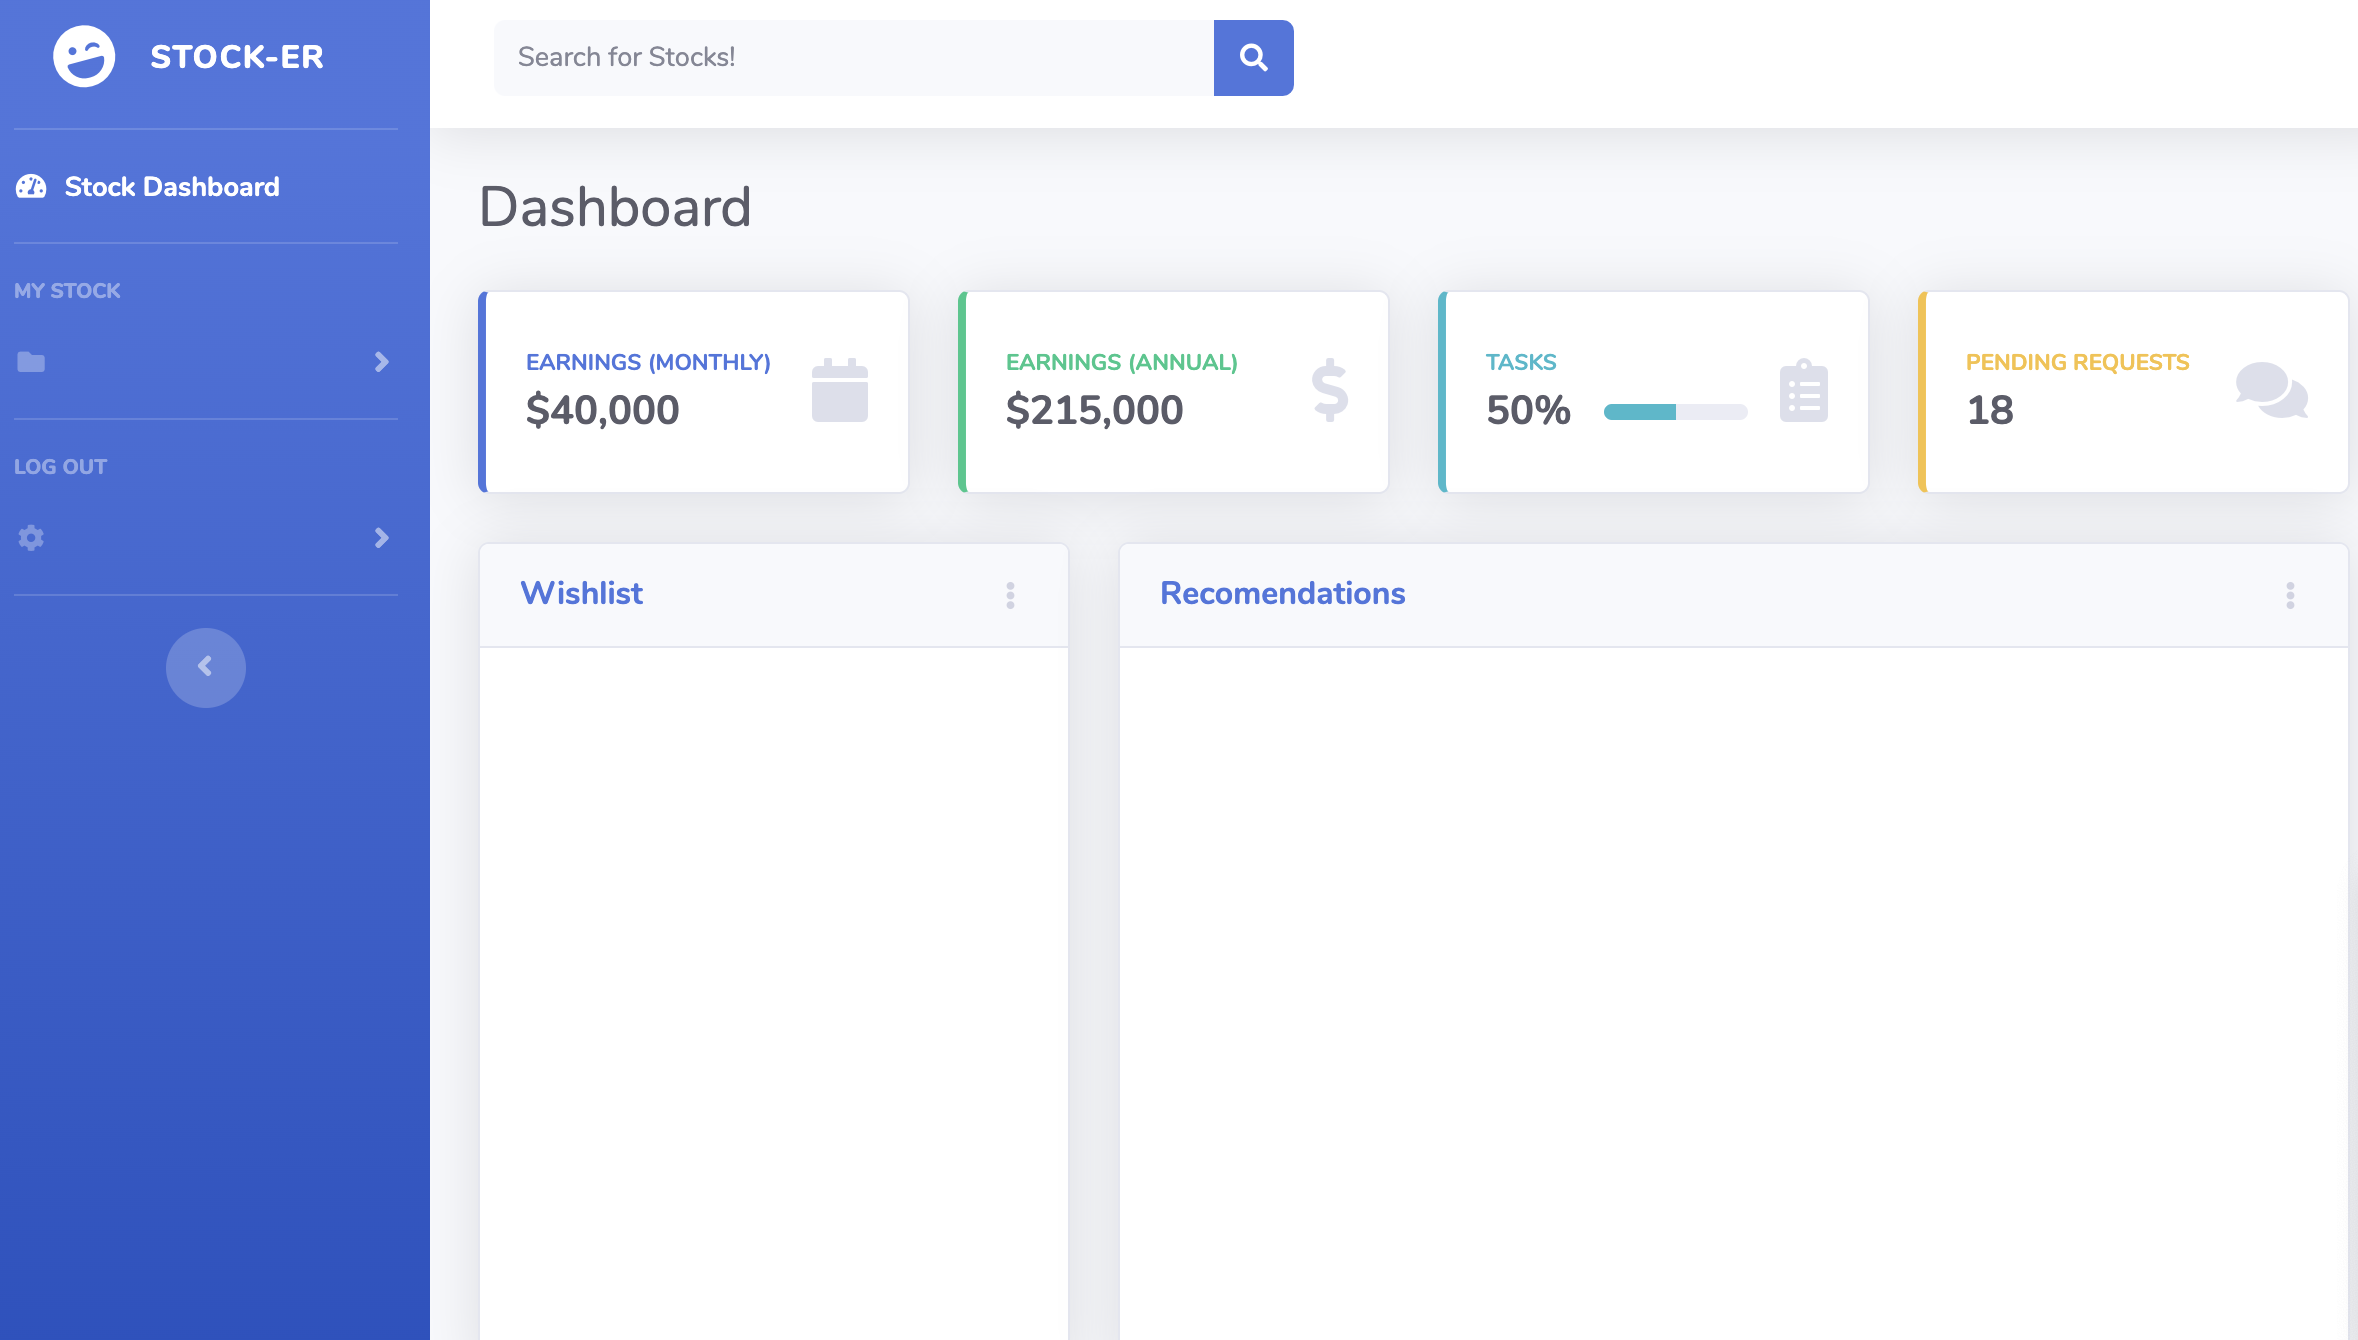 STOCK-ER
Search for Stocks!
Stock Dashboard
MY STOCK
LOG OUT
Dashboard
EARNINGS (MONTHLY)
$40,000
EARNINGS (ANNUAL)
$215,000
TASKS
50%
PENDING REQUESTS
18
Wishlist
Recomendations